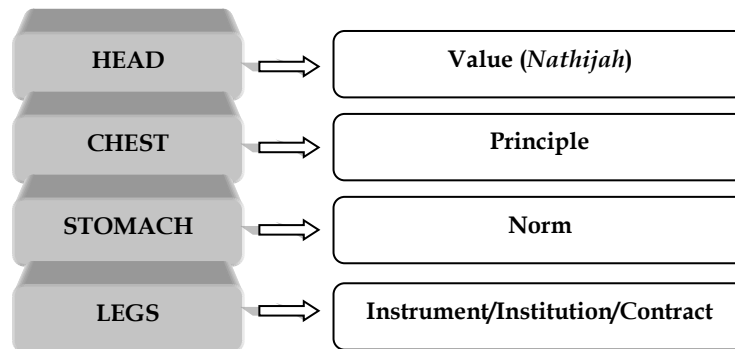 HEAD
Value (Nathijah)
CHEST
Principle
STOMACH
Norm
LEGS
Instrument/Institution/Contract